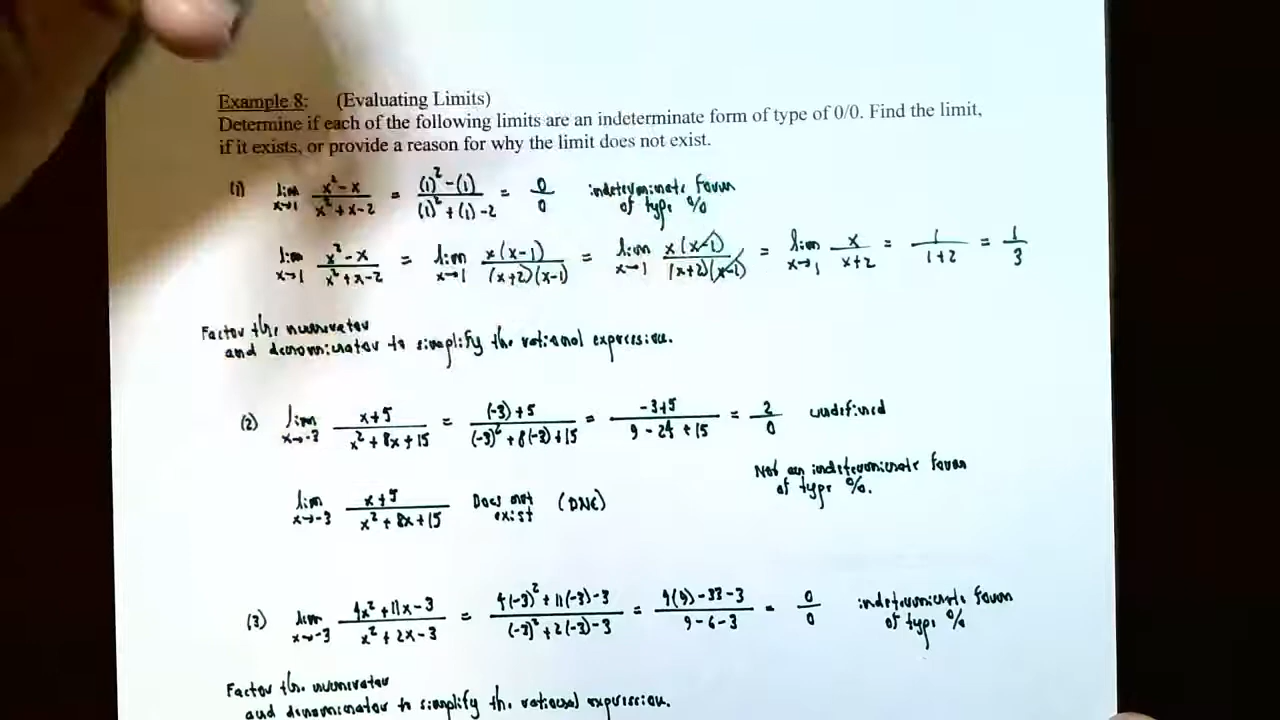 Example 8: (Evaluating Limits)
Determine if each of the following limits are an indeterminate form of type of 0/0. Find the limit,
if it exists, or provide a reason for why the limit does not exist.
(1) lim x→1 (x² - x)/(x² + x - 2) = ((1)² - (1))/((1)² + (1) - 2) = 0/0 indeterminate form
of type 0/0
lim x→1 (x² - x)/(x² + x - 2) = lim x→1 x(x-1)/((x+2)(x-1)) = lim x→1 x(x-1)/((x+2)(x-1)) = lim x→1 x/(x+2) = 1/(1+2) = 1/3
Factor the numerator
and denominator to simplify the rational expression.
(2) lim x→-3 (x+5)/(x² + 8x + 15) = ((-3)+5)/((-3)² + 8(-3) + 15) = (-3+5)/(9 - 24 + 15) = 2/0 undefined
Not an indeterminate form
of type 0/0.
lim x→-3 (x+5)/(x² + 8x + 15) Does not
exist (DNE)
(3) lim x→-3 (4x² + 11x - 3)/(x² + 2x - 3) = (4(-3)² + 11(-3) - 3)/((-3)² + 2(-3) - 3) = (4(9) - 33 - 3)/(9 - 6 - 3) = 0/0 indeterminate form
of type 0/0
Factor the numerator
and denominator to simplify the rational expression.